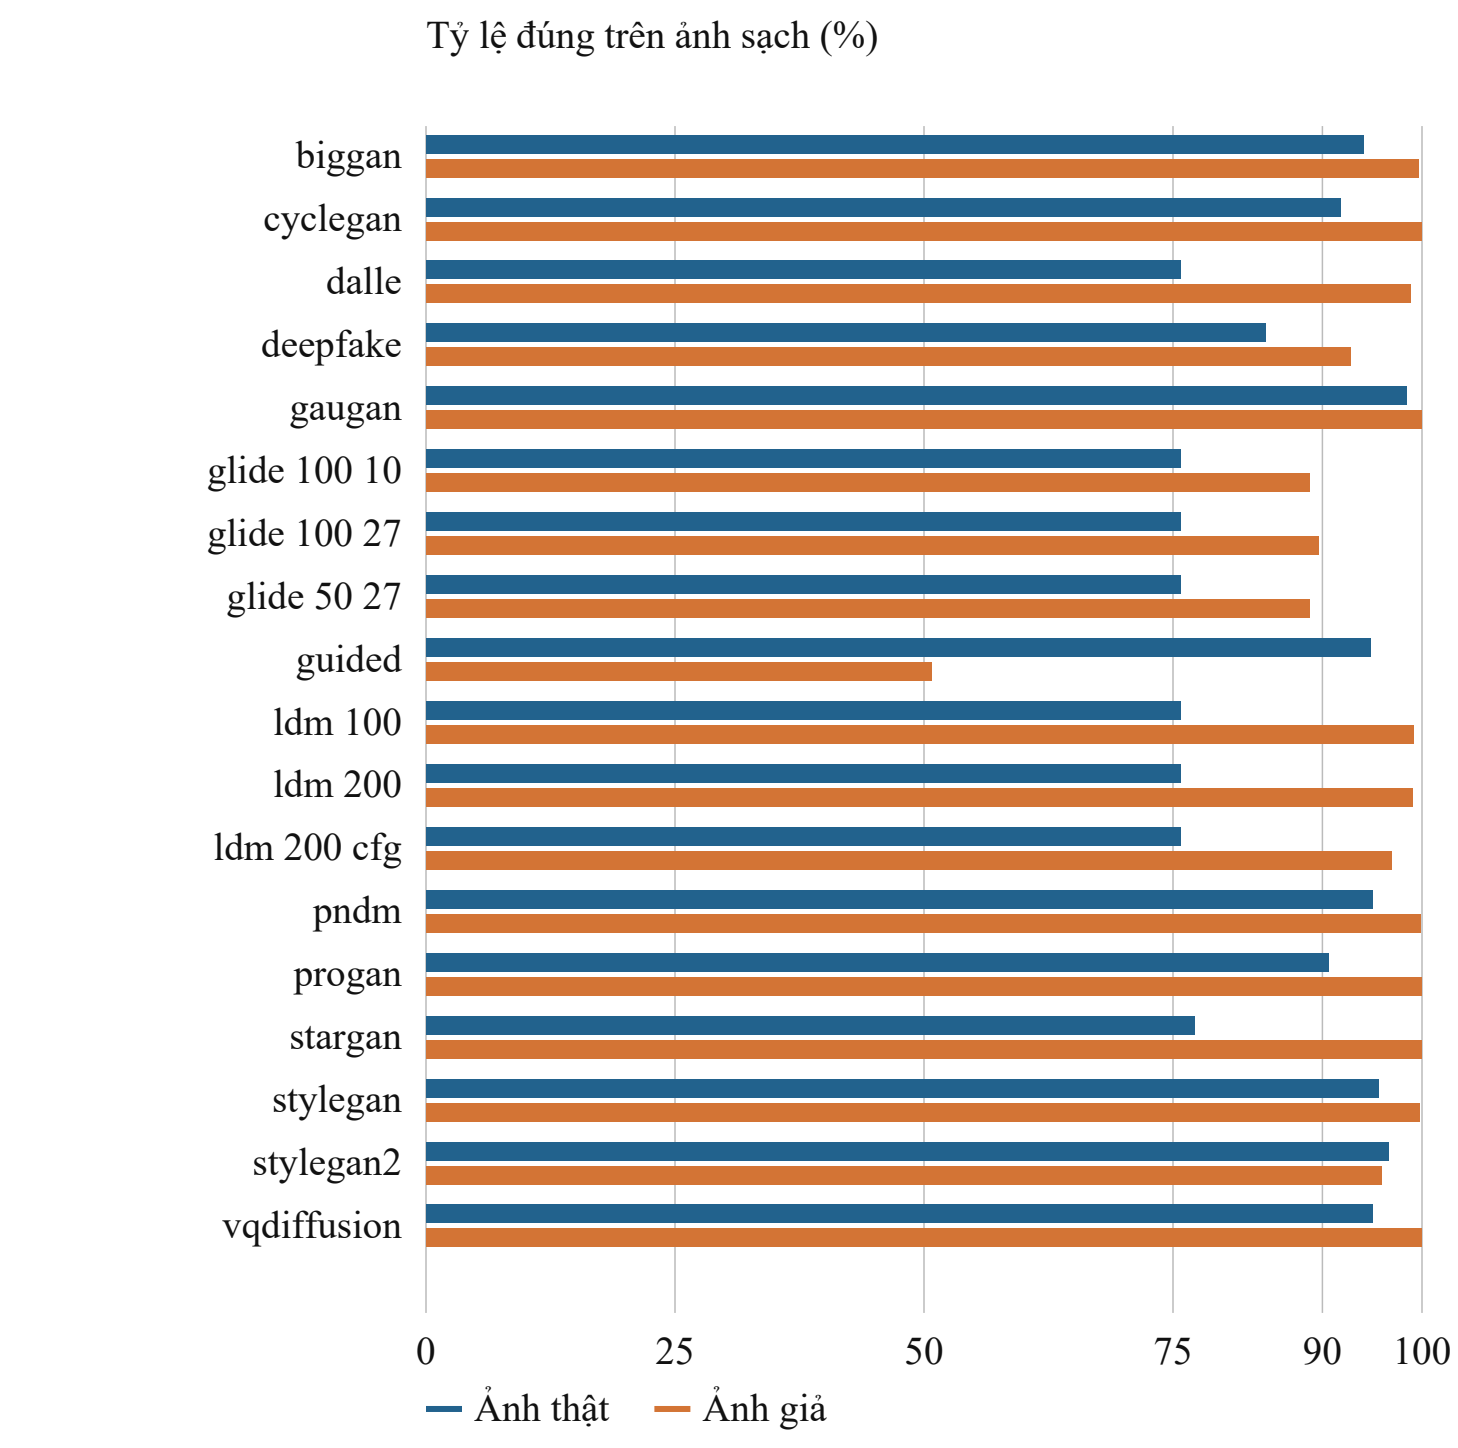 Tỷ lệ đúng trên ảnh sạch (%)
biggan
cyclegan
dalle
deepfake
gaugan
glide 100 10
glide 100 27
glide 50 27
guided
ldm 100
ldm 200
ldm 200 cfg
pndm
progan
stargan
stylegan
stylegan2
vqdiffusion
0 25 50 75 90 100
Ảnh thật Ảnh giả